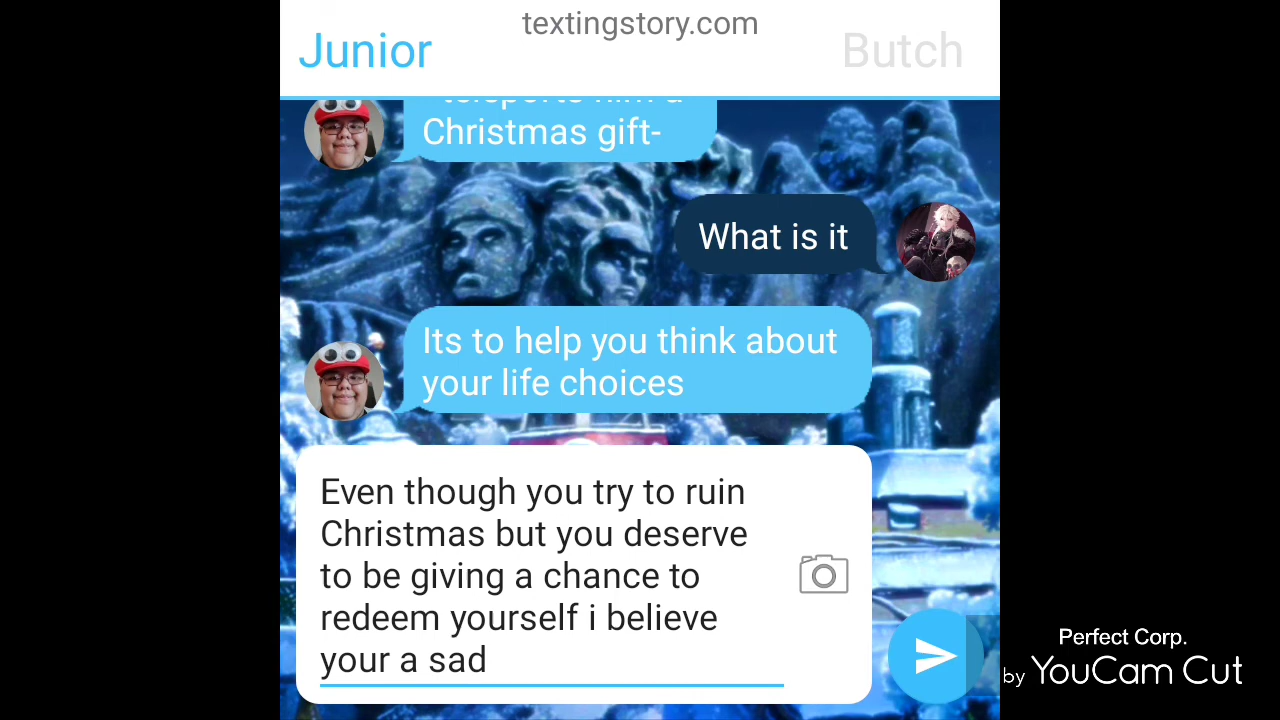 textingstory.com
Junior
Butch
Christmas gift-
What is it
Its to help you think about
your life choices
Even though you try to ruin
Christmas but you deserve
to be giving a chance to
redeem yourself i believe
your a sad
Perfect Corp.
by YouCam Cut